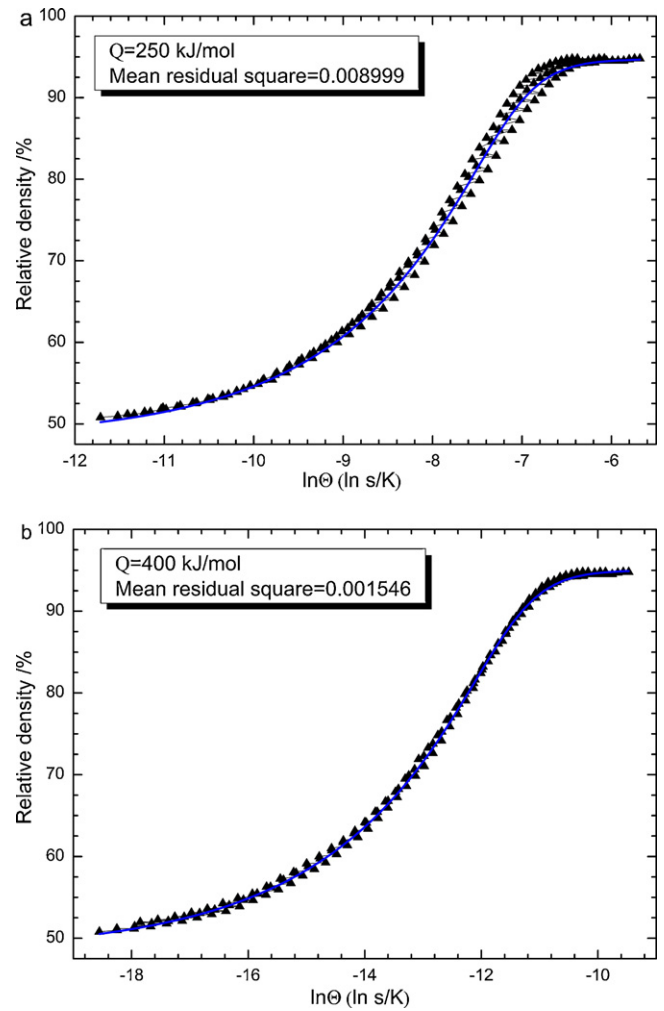 a
100
Q=250 kJ/mol
Mean residual square=0.008999
90
80
70
60
50
Relative density /%
-12 -11 -10 -9 -8 -7 -6
lnΘ (ln s/K)
b
100
Q=400 kJ/mol
Mean residual square=0.001546
90
80
70
60
50
Relative density /%
-18 -16 -14 -12 -10
lnΘ (ln s/K)